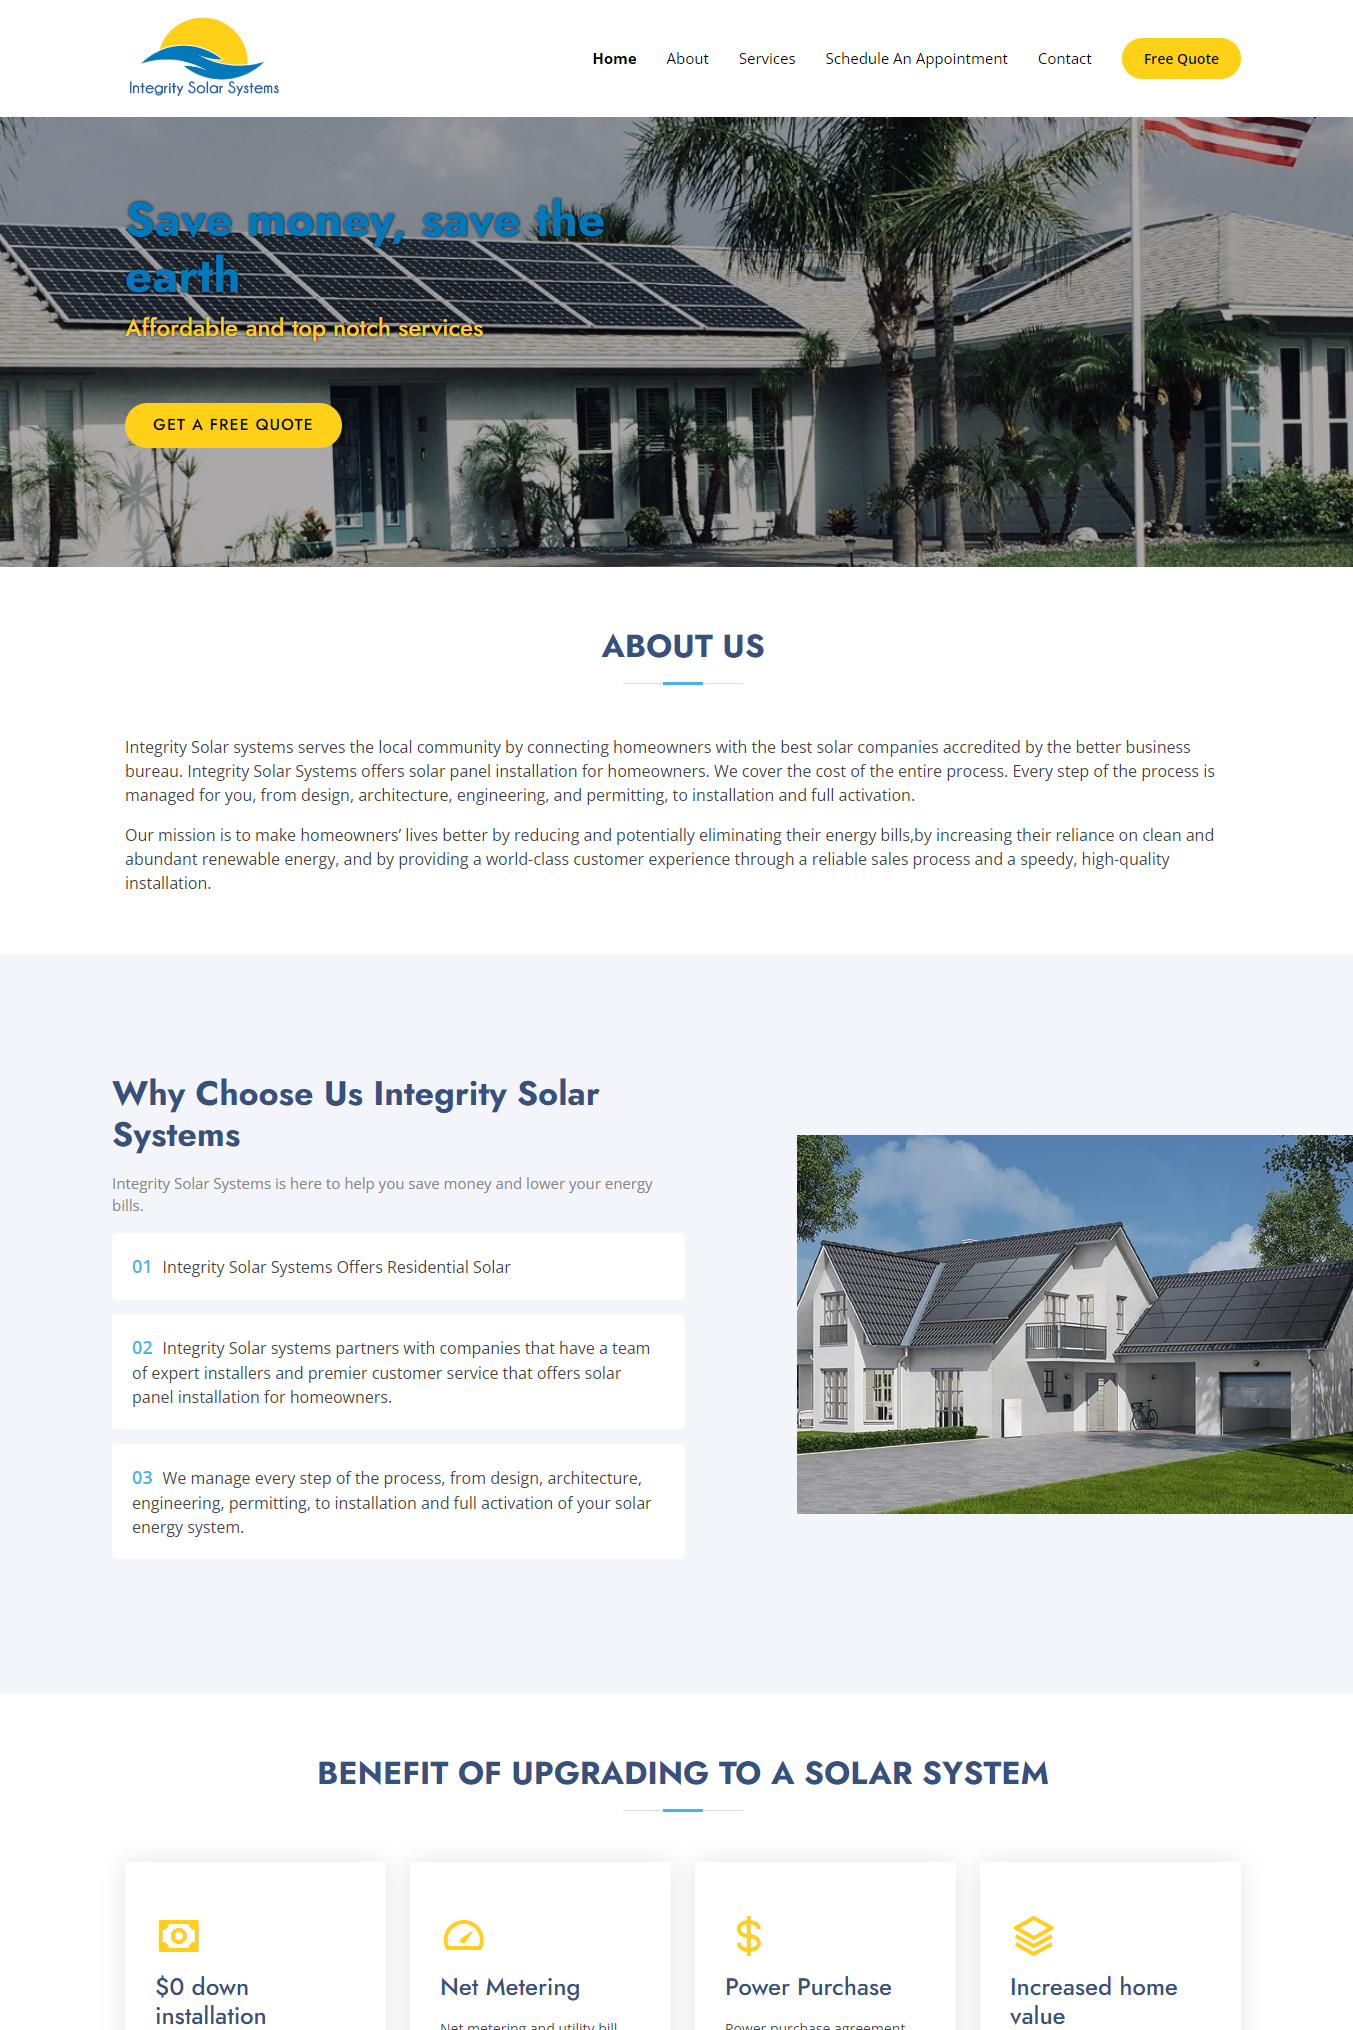 Integrity Solar Systems
Home
About
Services
Schedule An Appointment
Contact
Free Quote
Save money, save the
earth
Affordable and top notch services
GET A FREE QUOTE
ABOUT US
Integrity Solar systems serves the local community by connecting homeowners with the best solar companies accredited by the better business
bureau. Integrity Solar Systems offers solar panel installation for homeowners. We cover the cost of the entire process. Every step of the process is
managed for you, from design, architecture, engineering, and permitting, to installation and full activation.
Our mission is to make homeowners’ lives better by reducing and potentially eliminating their energy bills,by increasing their reliance on clean and
abundant renewable energy, and by providing a world-class customer experience through a reliable sales process and a speedy, high-quality
installation.
Why Choose Us Integrity Solar
Systems
Integrity Solar Systems is here to help you save money and lower your energy
bills.
01 Integrity Solar Systems Offers Residential Solar
02 Integrity Solar systems partners with companies that have a team
of expert installers and premier customer service that offers solar
panel installation for homeowners.
03 We manage every step of the process, from design, architecture,
engineering, permitting, to installation and full activation of your solar
energy system.
BENEFIT OF UPGRADING TO A SOLAR SYSTEM
$0 down
installation
Net Metering
Net metering and utility bill
Power Purchase
Power purchase agreement
Increased home
value